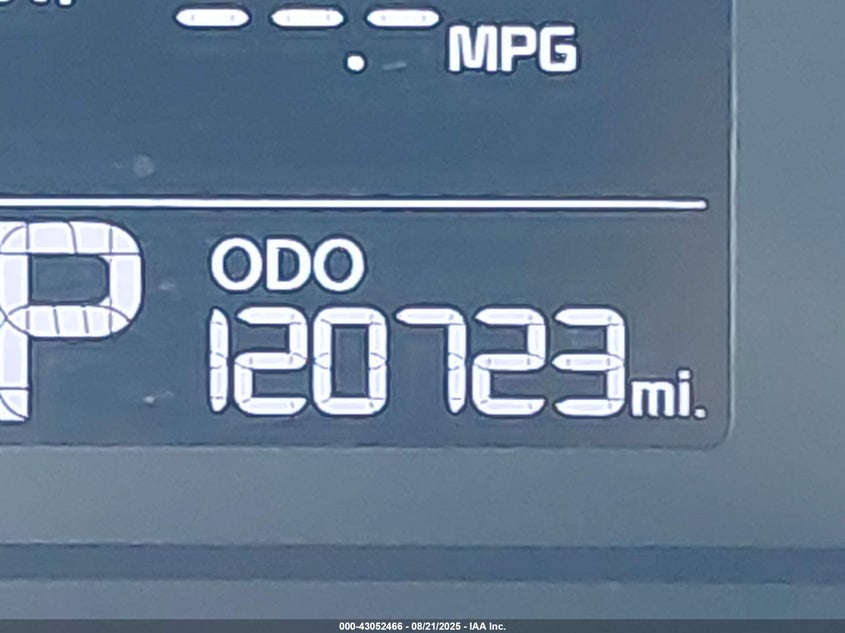 --.- MPG
ODO
P 120723 mi.
000-43052466 - 08/21/2025 - IAA Inc.